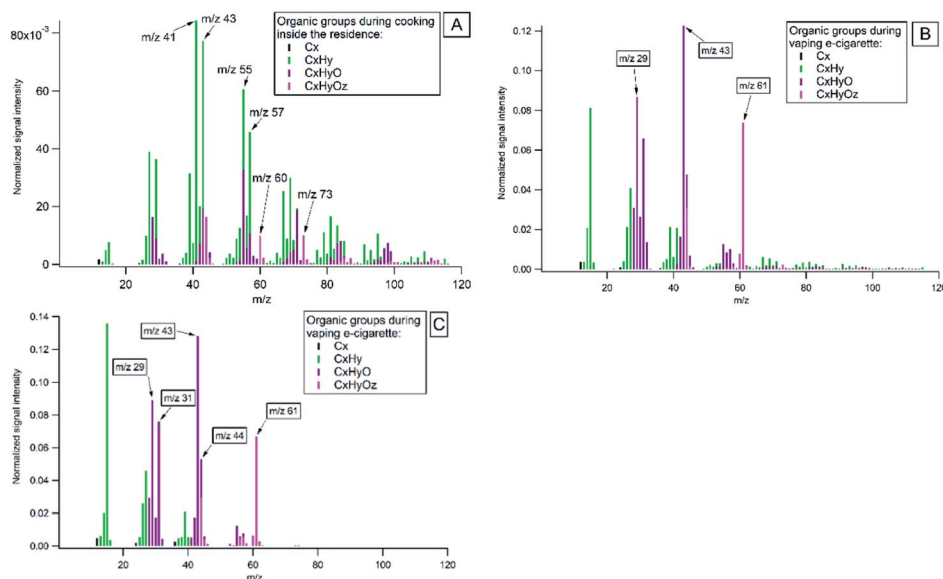 A
Organic groups during cooking
inside the residence:
Cx
CxHy
CxHyO
CxHyOz
m/z 41
m/z 43
m/z 55
m/z 57
m/z 60
m/z 73
Normalized signal intensity
80x10⁻³
60
40
20
0
20
40
60
80
100
120
m/z
B
Organic groups during
vaping e-cigarette:
Cx
CxHy
CxHyO
CxHyOz
m/z 29
m/z 43
m/z 61
Normalized signal intensity
0.12
0.10
0.08
0.06
0.04
0.02
0.00
20
40
60
80
100
120
m/z
C
Organic groups during
vaping e-cigarette:
Cx
CxHy
CxHyO
CxHyOz
m/z 43
m/z 29
m/z 31
m/z 44
m/z 61
Normalized signal intensity
0.14
0.12
0.10
0.08
0.06
0.04
0.02
0.00
20
40
60
80
100
120
m/z